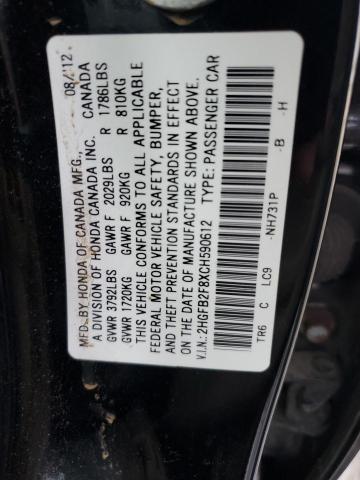 MFD. BY HONDA OF CANADA MFG., 08/12
A DIVISION OF HONDA CANADA INC. CANADA
GVWR 3792LBS GAWR F 2029LBS R 1786LBS
GVWR 1720KG GAWR F 920KG R 810KG
THIS VEHICLE CONFORMS TO ALL APPLICABLE
FEDERAL MOTOR VEHICLE SAFETY, BUMPER,
AND THEFT PREVENTION STANDARDS IN EFFECT
ON THE DATE OF MANUFACTURE SHOWN ABOVE.
V.I.N.: 2HGFB2F8XCH590612 TYPE: PASSENGER CAR
TR6 C LC9 -NH731P -B -H